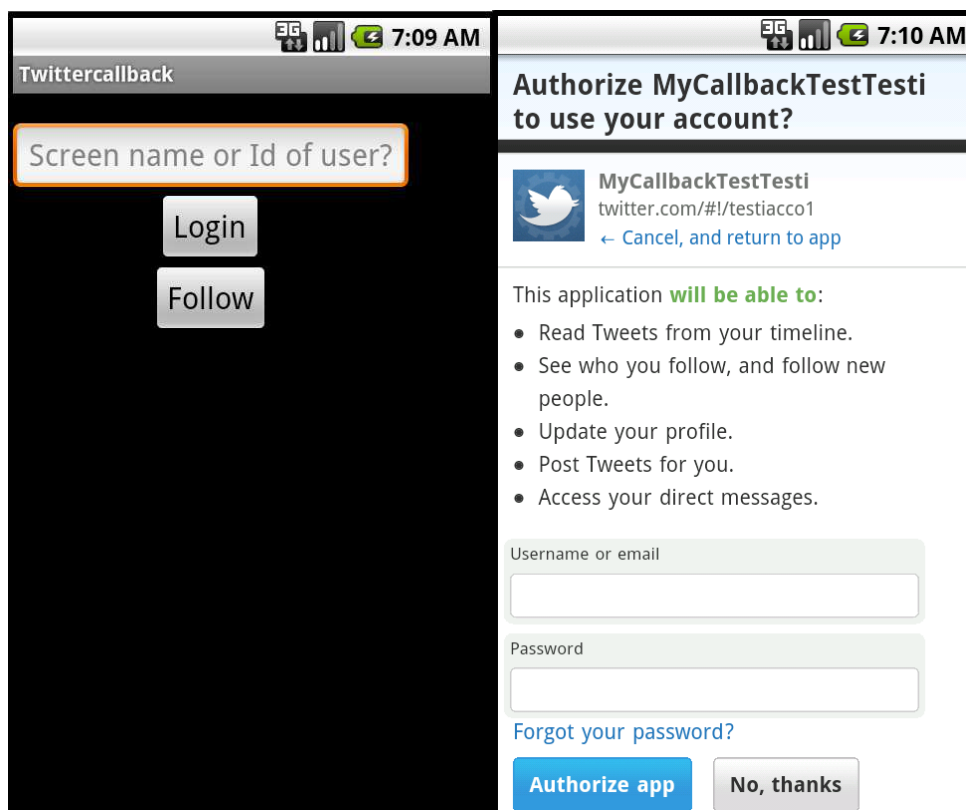 3G 7:09 AM
Twittercallback
Screen name or Id of user?
Login
Follow
3G 7:10 AM
Authorize MyCallbackTestTesti
to use your account?
MyCallbackTestTesti
twitter.com/#!/testiacco1
← Cancel, and return to app
This application will be able to:
• Read Tweets from your timeline.
• See who you follow, and follow new
people.
• Update your profile.
• Post Tweets for you.
• Access your direct messages.
Username or email
Password
Forgot your password?
Authorize app No, thanks